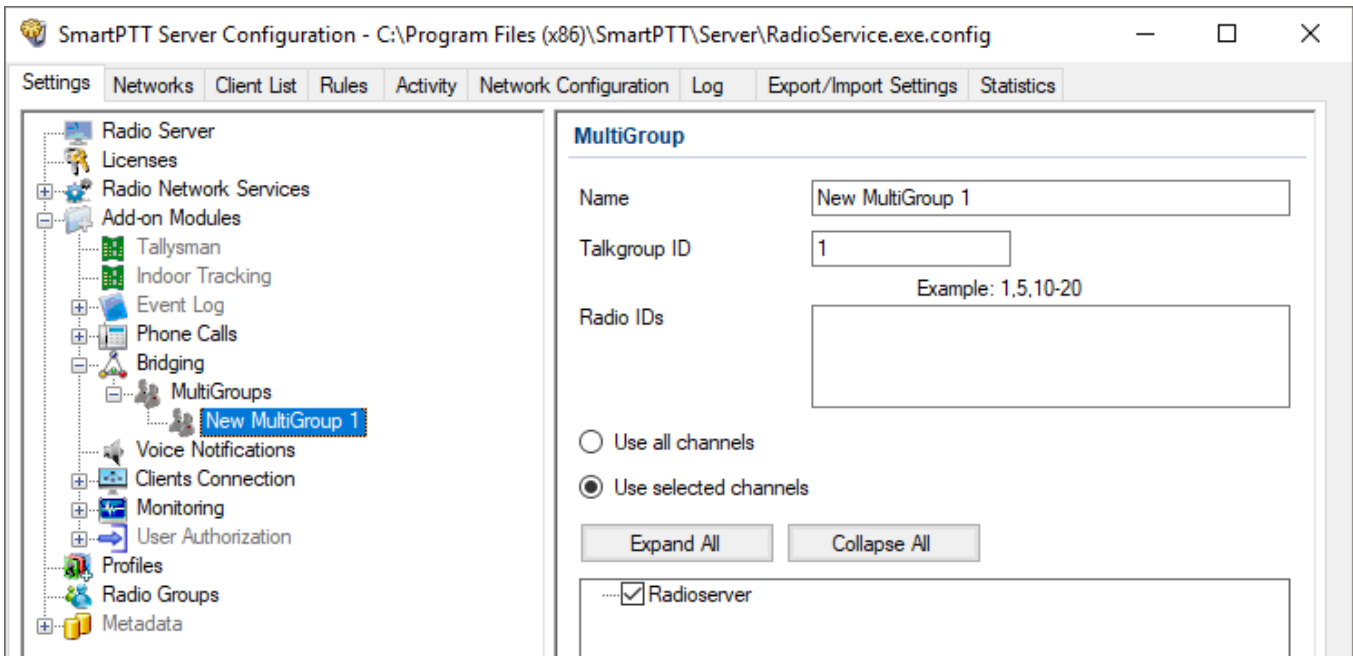 SmartPTT Server Configuration - C:\Program Files (x86)\SmartPTT\Server\RadioService.exe.config
Settings Networks Client List Rules Activity Network Configuration Log Export/Import Settings Statistics
Radio Server
Licenses
Radio Network Services
Add-on Modules
Tallysman
Indoor Tracking
Event Log
Phone Calls
Bridging
MultiGroups
New MultiGroup 1
Voice Notifications
Clients Connection
Monitoring
User Authorization
Profiles
Radio Groups
Metadata
MultiGroup
Name New MultiGroup 1
Talkgroup ID 1
Example: 1,5,10-20
Radio IDs
Use all channels
Use selected channels
Expand All Collapse All
Radioserver